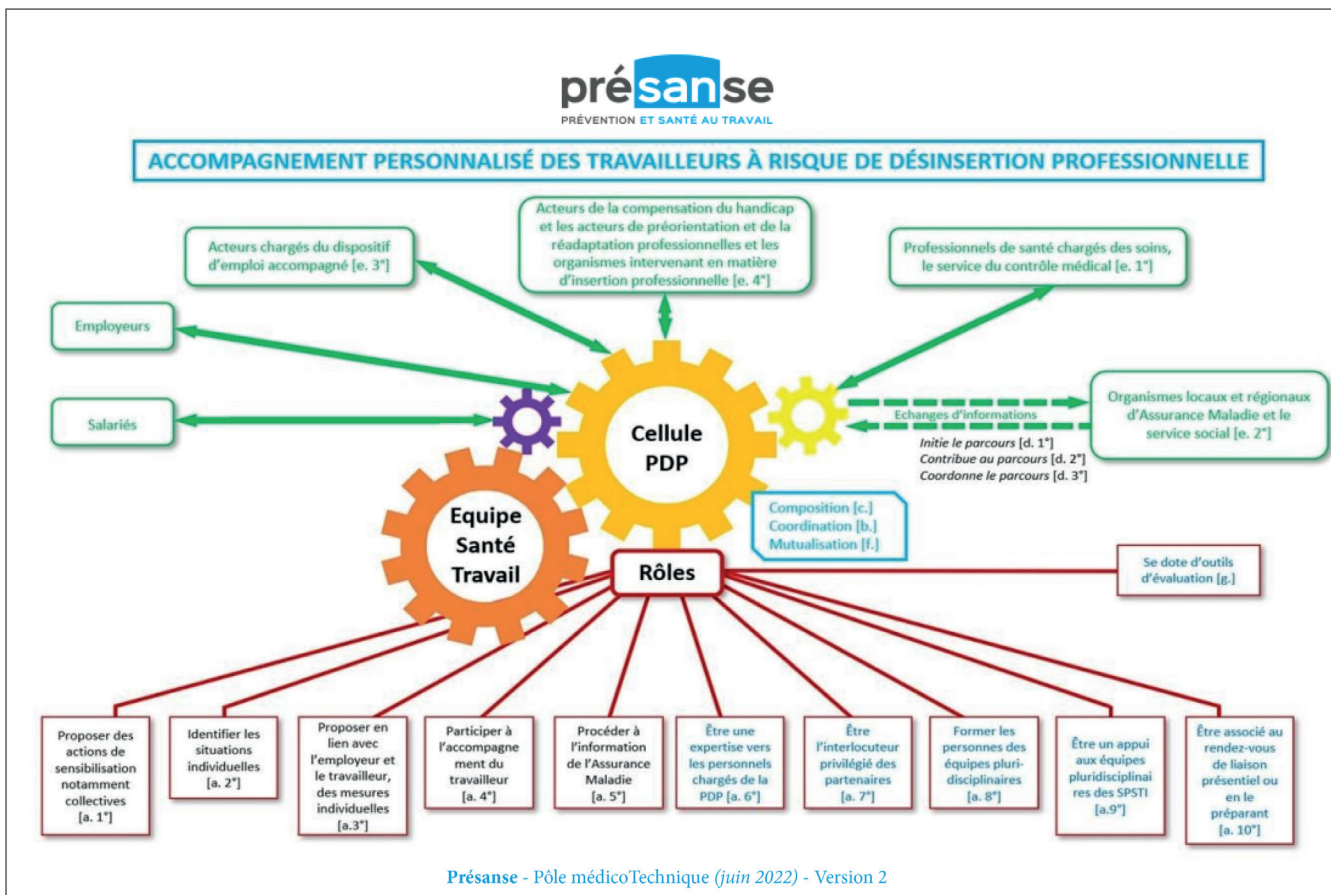 présanse
PRÉVENTION ET SANTÉ AU TRAVAIL
ACCOMPAGNEMENT PERSONNALISÉ DES TRAVAILLEURS À RISQUE DE DÉSINSERTION PROFESSIONNELLE
Acteurs de la compensation du handicap
et les acteurs de préorientation et de la
réadaptation professionnelles et les
organismes intervenant en matière
d'insertion professionnelle [e. 4°]
Acteurs chargés du dispositif
d'emploi accompagné [e. 3°]
Professionnels de santé chargés des soins,
le service du contrôle médical [e. 1°]
Employeurs
Salariés
Cellule
PDP
Echanges d'informations
Initie le parcours [d. 1°]
Contribue au parcours [d. 2°]
Coordonne le parcours [d. 3°]
Organismes locaux et régionaux
d'Assurance Maladie et le
service social [e. 2°]
Equipe
Santé
Travail
Composition [c.]
Coordination [b.]
Mutualisation [f.]
Rôles
Se dote d'outils
d'évaluation [g.]
Proposer des
actions de
sensibilisation
notamment
collectives
[a. 1°]
Identifier les
situations
individuelles
[a. 2°]
Proposer en
lien avec
l'employeur et
le travailleur,
des mesures
individuelles
[a.3°]
Participer à
l'accompagne
ment du
travailleur
[a. 4°]
Procéder à
l'information
de l'Assurance
Maladie
[a. 5°]
Être une
expertise vers
les personnels
chargés de la
PDP [a. 6°]
Être
l'interlocuteur
privilégié des
partenaires
[a. 7°]
Former les
personnes des
équipes pluri-
disciplinaires
[a. 8°]
Être un appui
aux équipes
pluridisciplinai
res des SPSTI
[a.9°]
Être associé au
rendez-vous
de liaison
présentiel ou
en le
préparant
[a. 10°]
Présanse - Pôle médicoTechnique (juin 2022) - Version 2